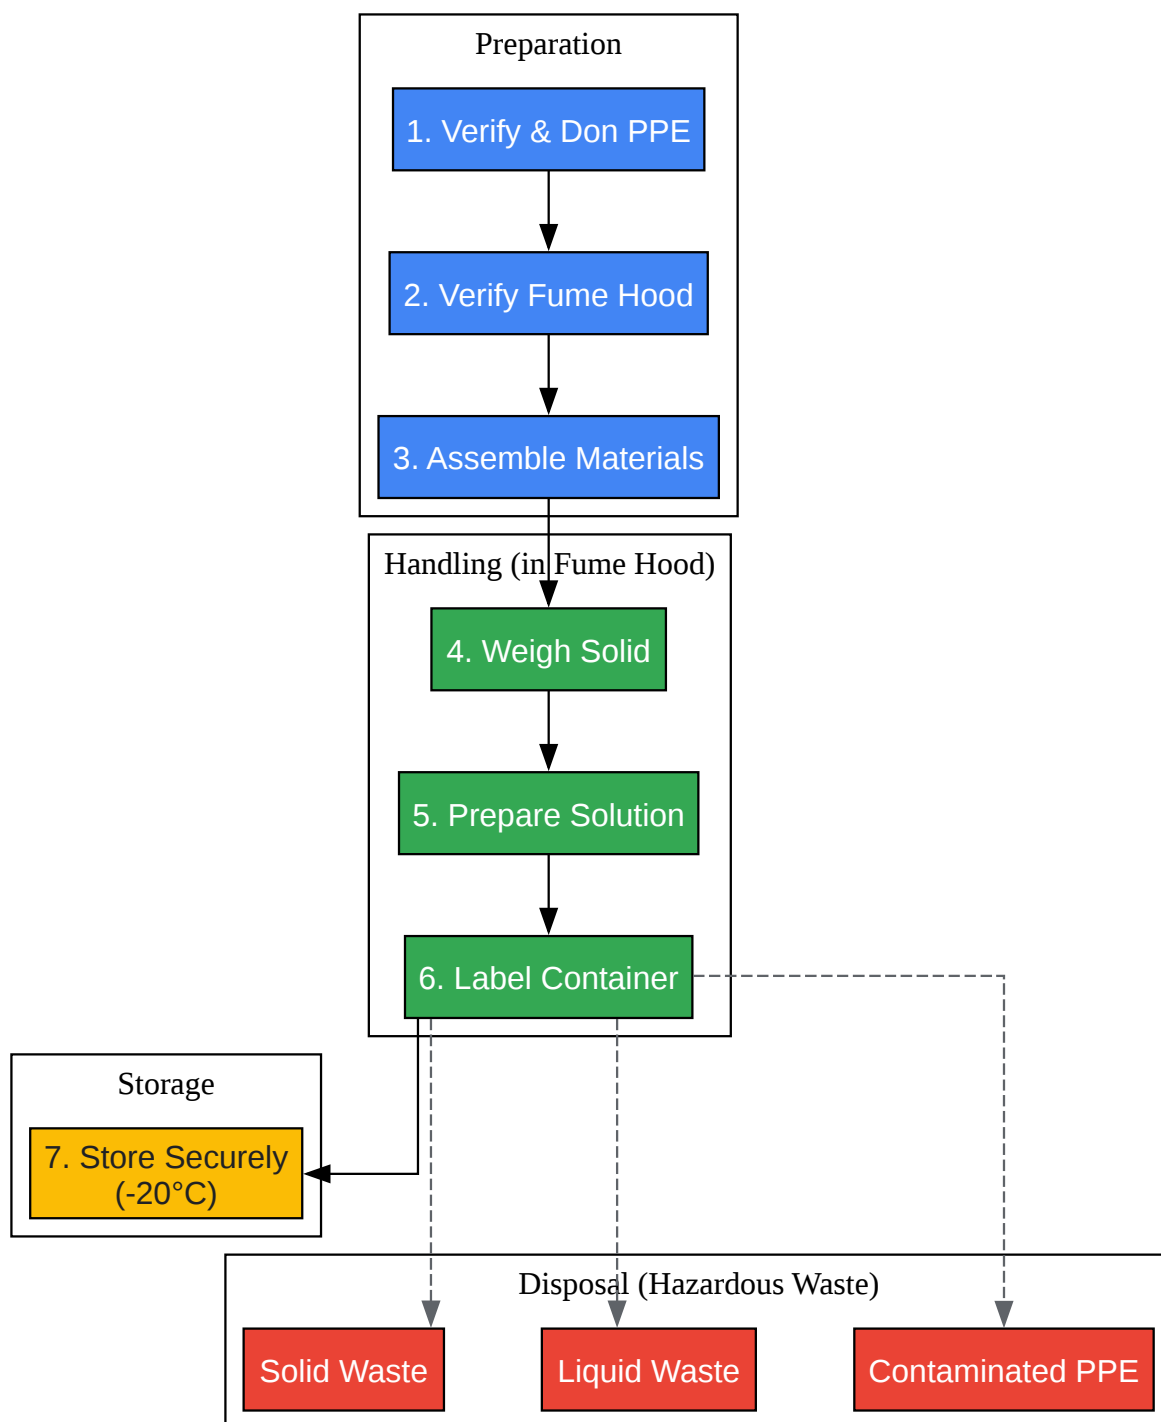 Preparation
1. Verify & Don PPE
2. Verify Fume Hood
3. Assemble Materials
Handling (in Fume Hood)
4. Weigh Solid
5. Prepare Solution
6. Label Container
Storage
7. Store Securely
(-20°C)
Disposal (Hazardous Waste)
Solid Waste
Liquid Waste
Contaminated PPE